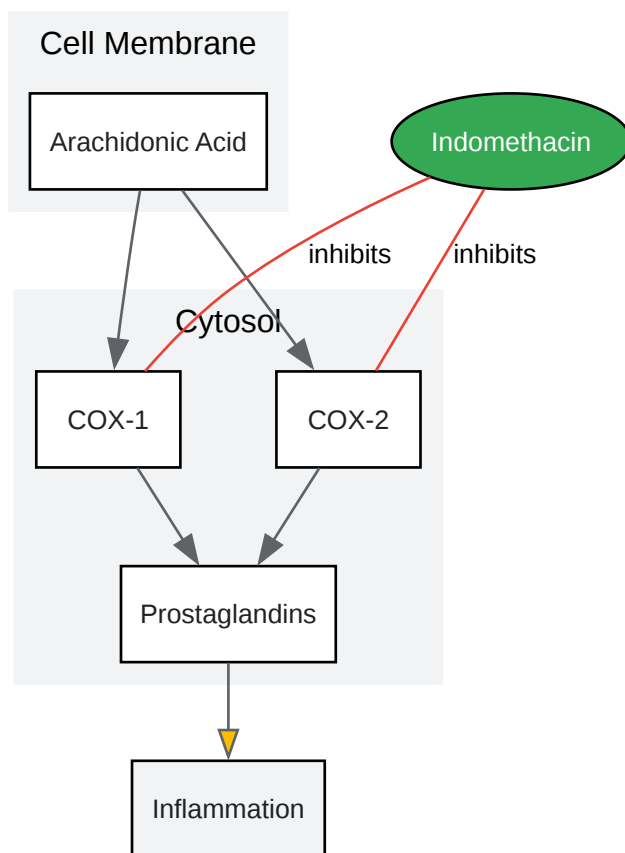 Cell Membrane
Arachidonic Acid
Indomethacin
inhibits
inhibits
Cytosol
COX-1
COX-2
Prostaglandins
Inflammation